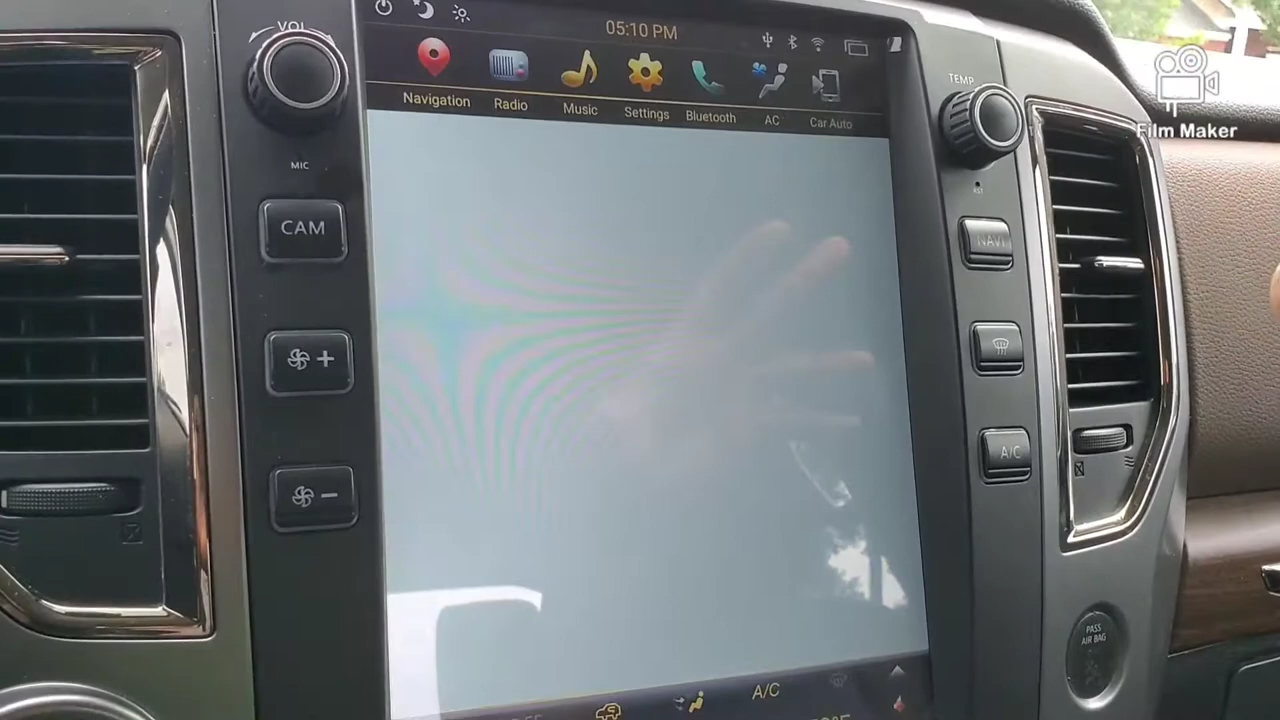 VOL
05:10 PM
TEMP
Navigation
Radio
Music
Settings
Bluetooth
AC
Car Auto
Film Maker
MIC
RST
CAM
NAVI
+
A/C
−
PASS
AIR BAG
A/C